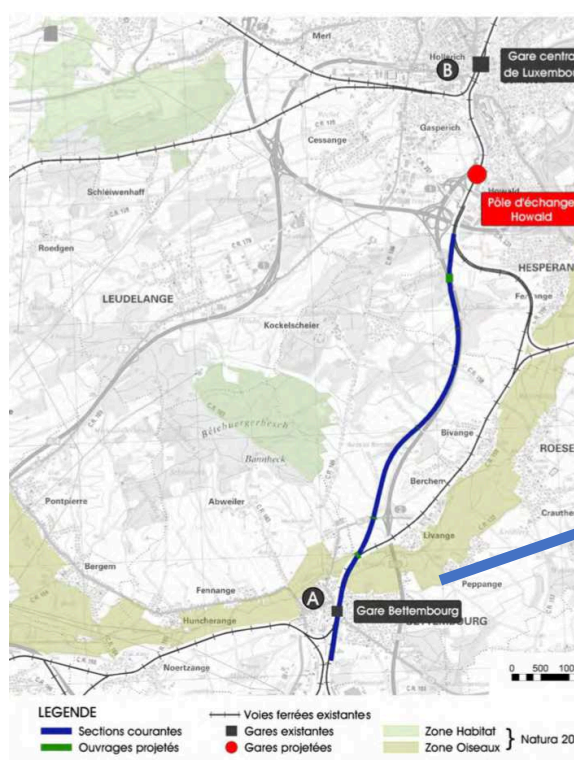 Merl
Hollerich
B
Gare centra
de Luxembou
Gasperich
Cessange
Howald
Schleiwenhaff
Pôle d'échange
Howald
Roedgen
HESPERAN
LEUDELANGE
Kockelscheier
Bivange
ROESE
Berchem
Pontpierre
Abweiler
Crauthe
Livange
Bergem
Peppange
Fennange
A
Gare Bettembourg
Huncherange
BETTEMBOURG
Noertzange
0 500 100
LEGENDE
Voies ferrées existantes
Sections courantes
Gares existantes
Zone Habitat
Natura 20
Ouvrages projetés
Gares projetées
Zone Oiseaux